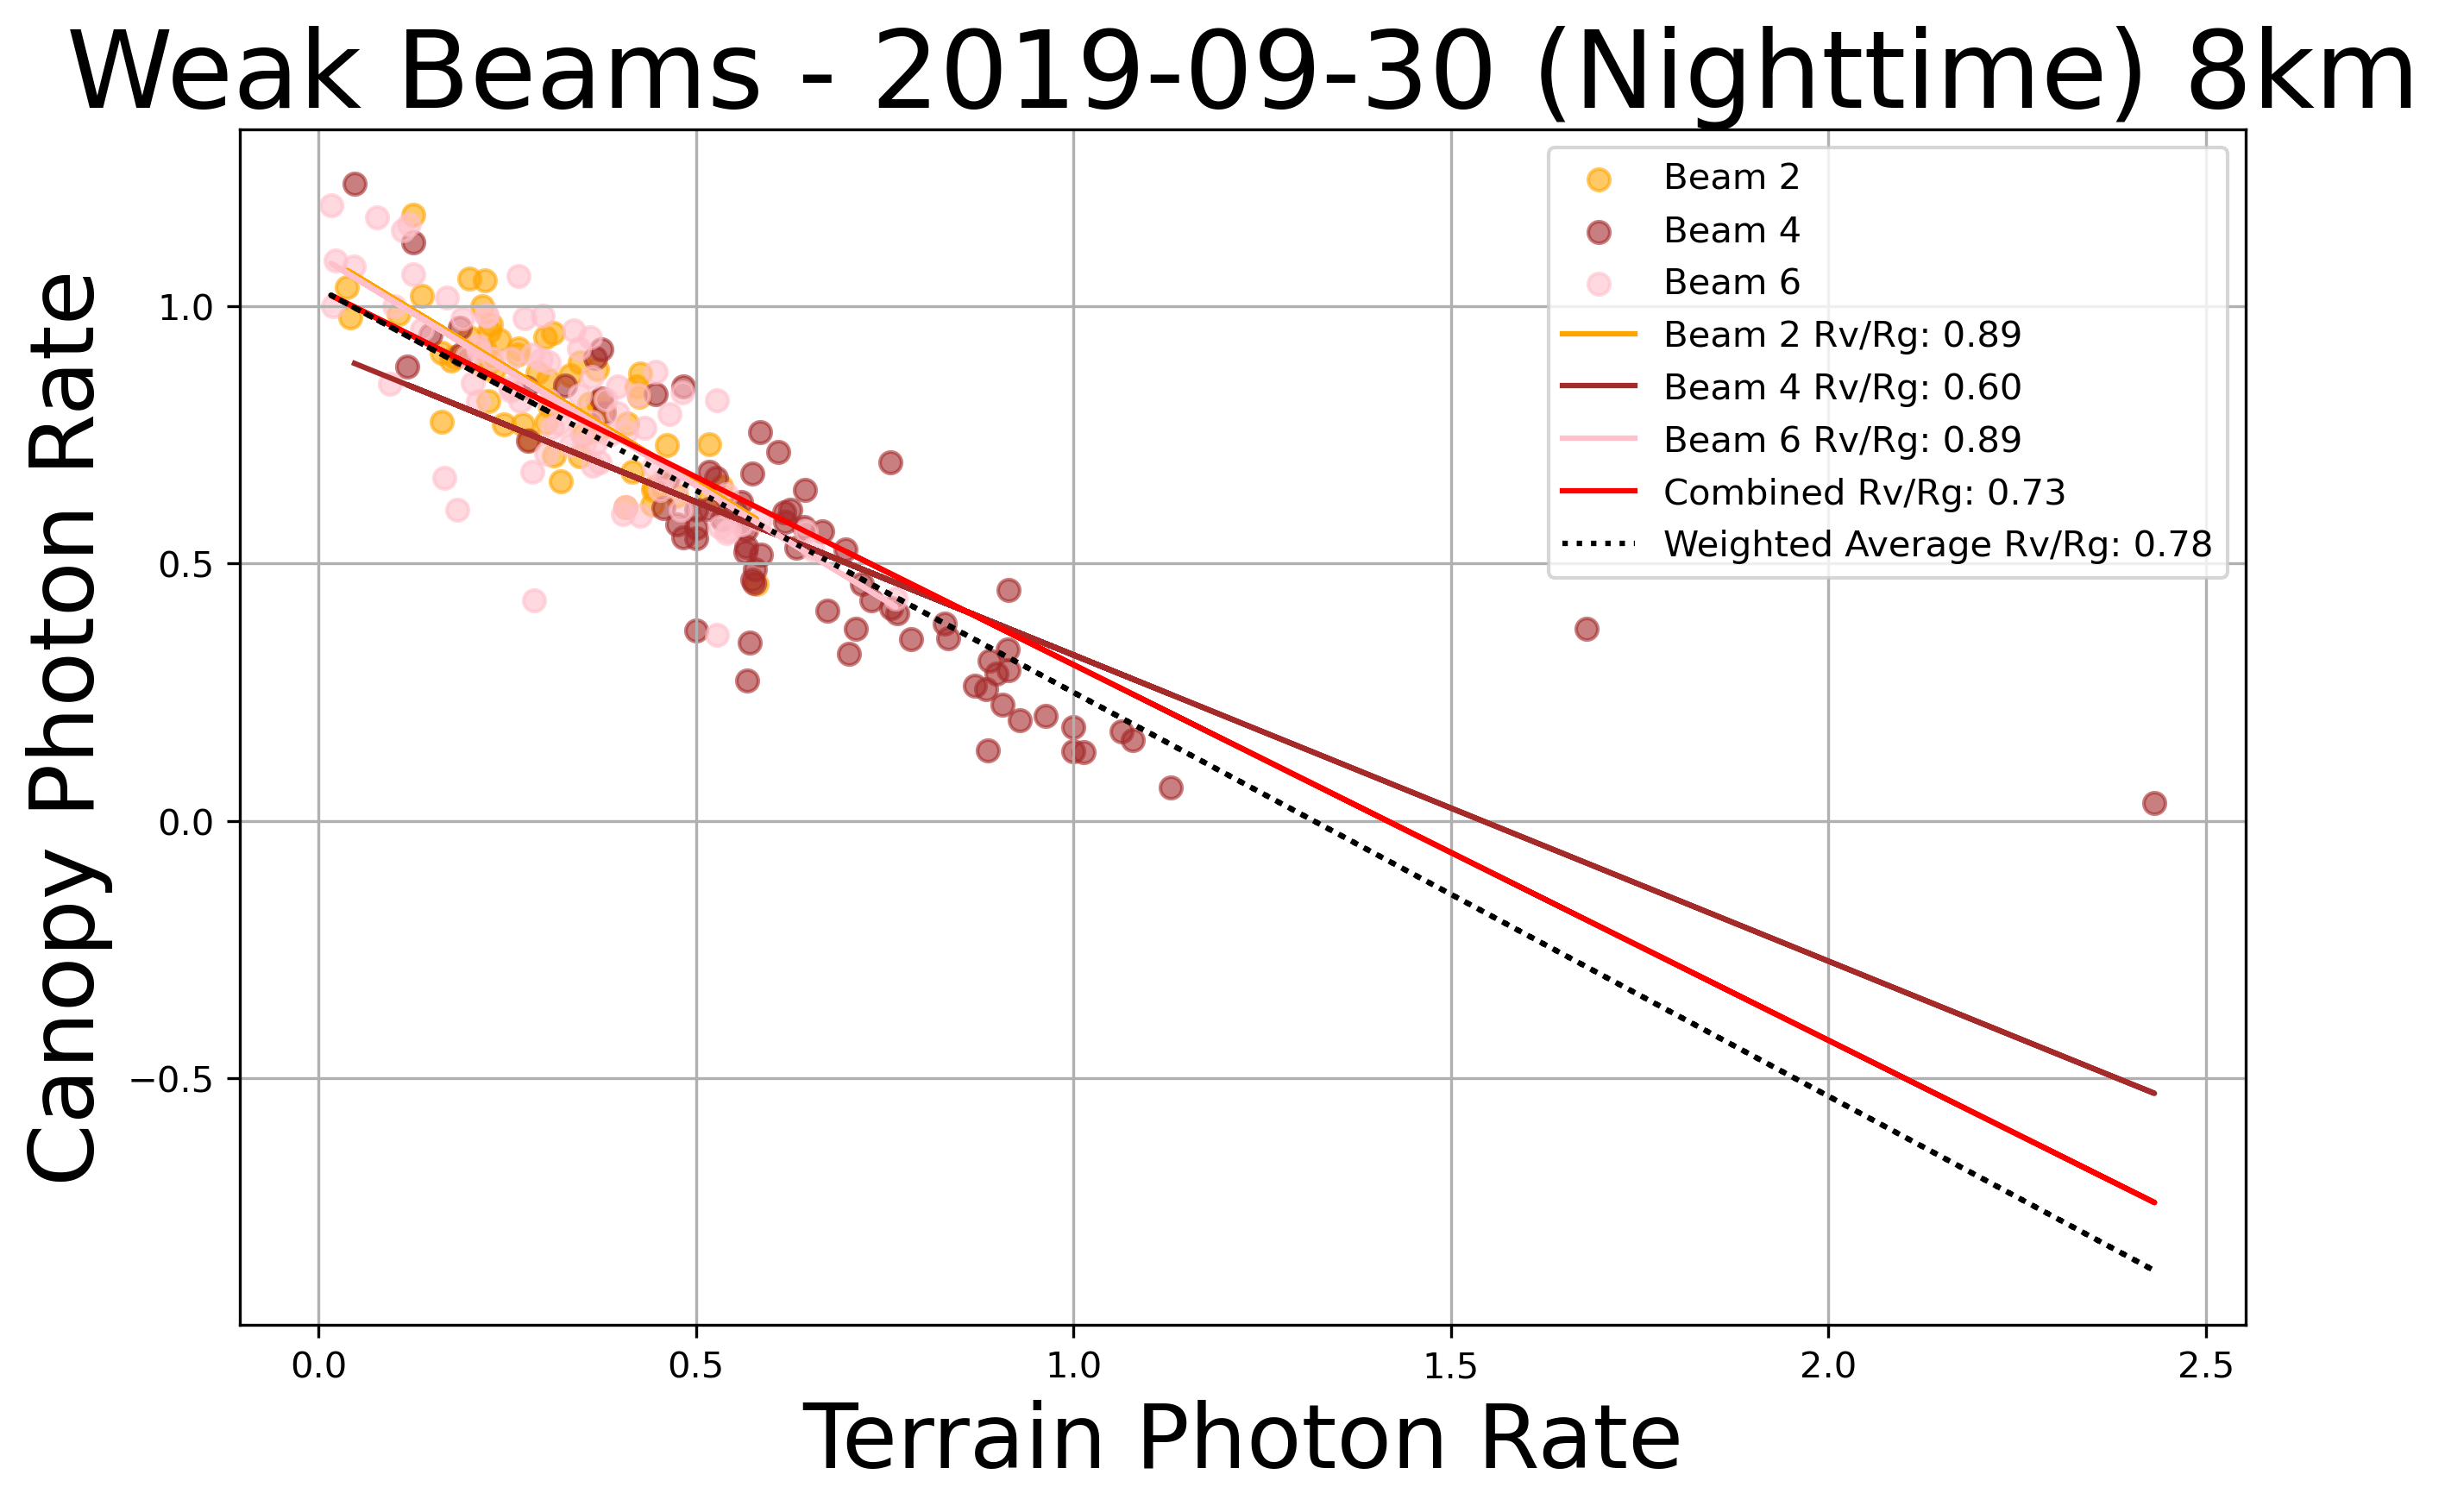 Weak Beams - 2019-09-30 (Nighttime) 8km
Canopy Photon Rate
1.0
0.5
0.0
−0.5
Beam 2
Beam 4
Beam 6
Beam 2 Rv/Rg: 0.89
Beam 4 Rv/Rg: 0.60
Beam 6 Rv/Rg: 0.89
Combined Rv/Rg: 0.73
Weighted Average Rv/Rg: 0.78
0.0 0.5 1.0 1.5 2.0 2.5
Terrain Photon Rate